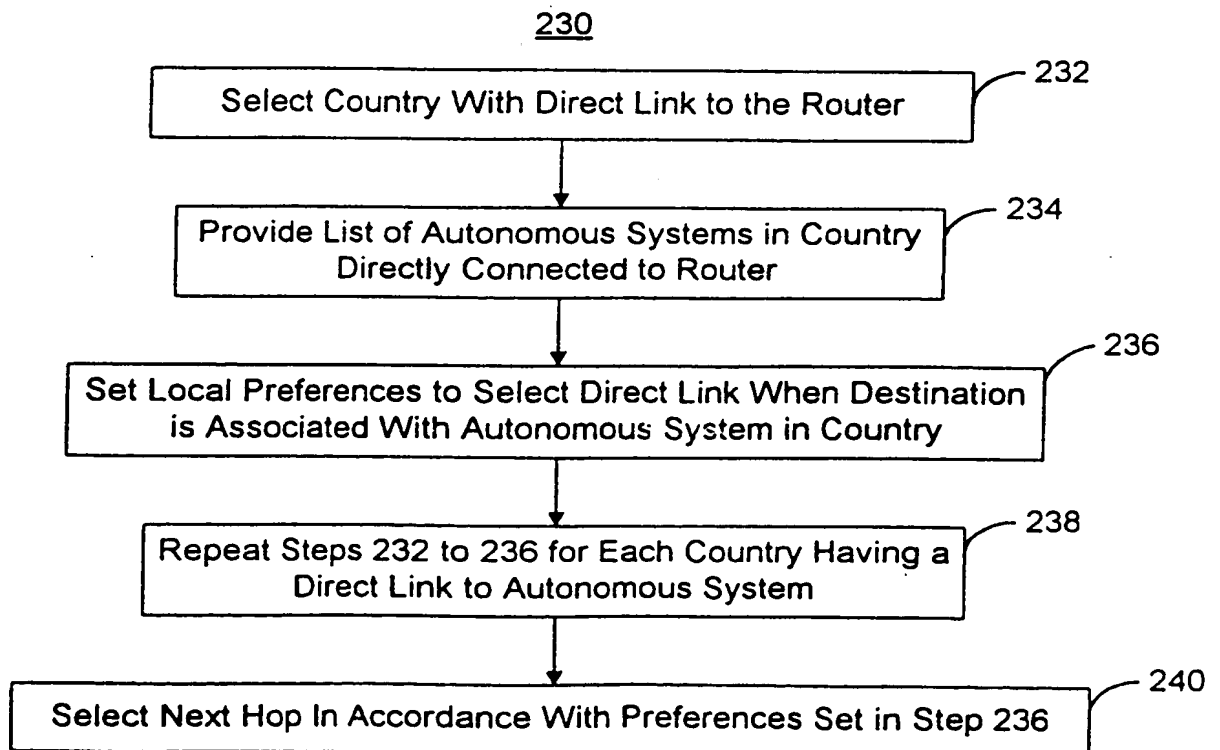 230
232
Select Country With Direct Link to the Router
234
Provide List of Autonomous Systems in Country
Directly Connected to Router
236
Set Local Preferences to Select Direct Link When Destination
is Associated With Autonomous System in Country
238
Repeat Steps 232 to 236 for Each Country Having a
Direct Link to Autonomous System
240
Select Next Hop In Accordance With Preferences Set in Step 236